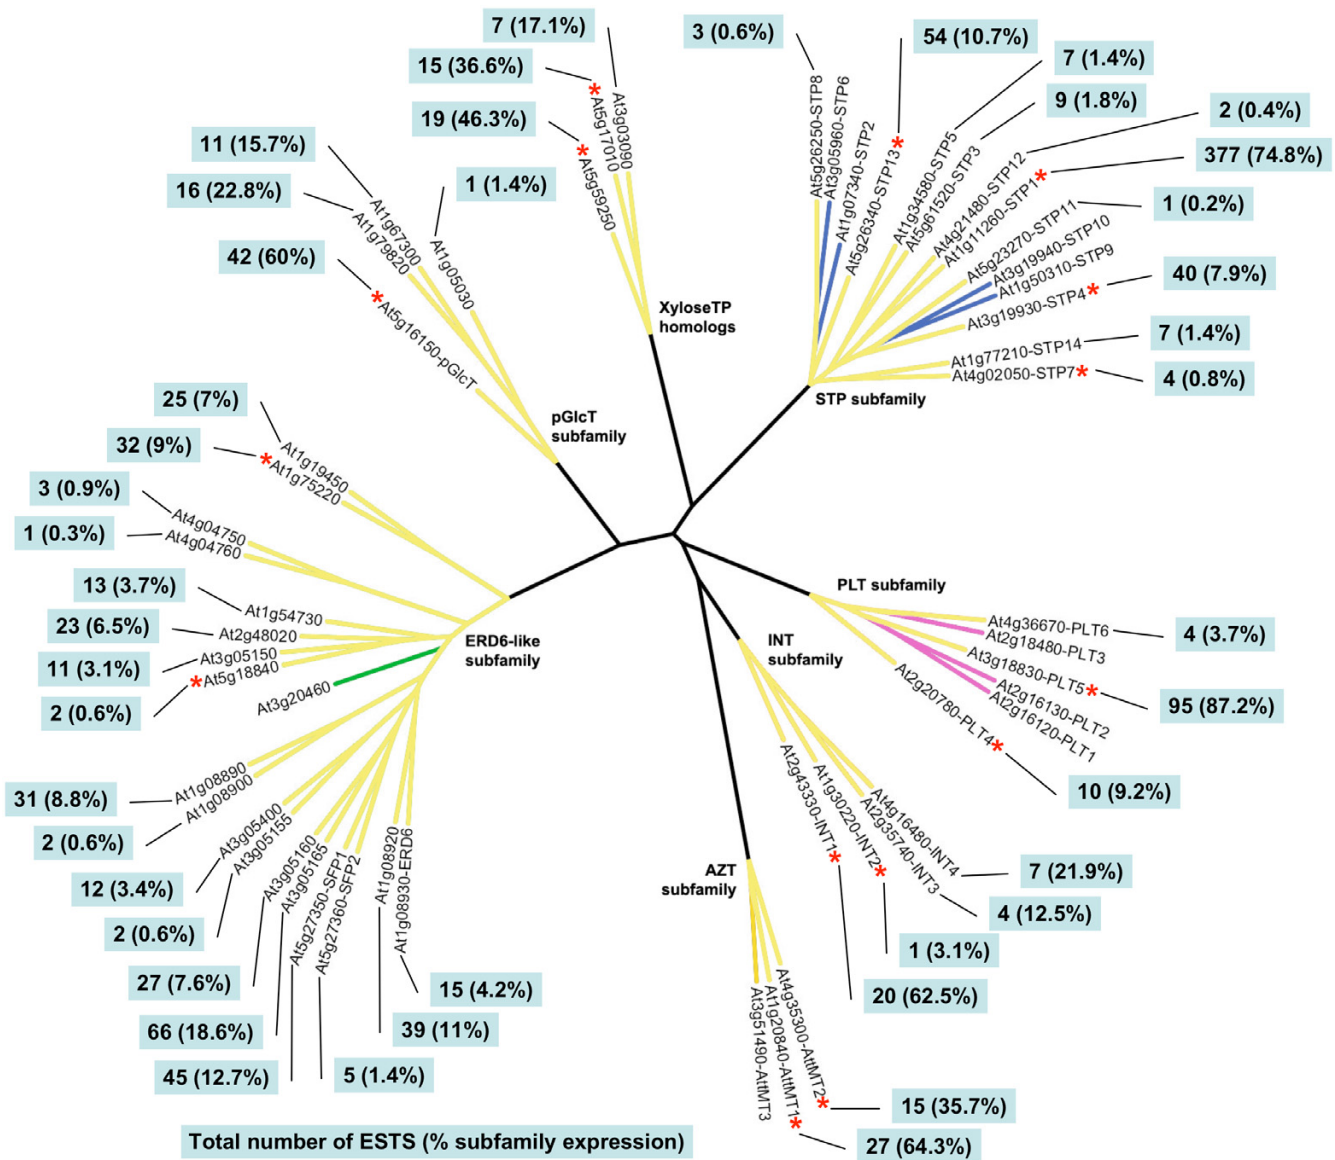 7 (17.1%)
15 (36.6%)
19 (46.3%)
At3g03090
*At5g17010
*At5g59250
XyloseTP
homologs
3 (0.6%)
54 (10.7%)
7 (1.4%)
9 (1.8%)
2 (0.4%)
377 (74.8%)
1 (0.2%)
40 (7.9%)
7 (1.4%)
4 (0.8%)
At5g26250-STP8
At3g05960-STP6
At1g07340-STP2
At5g26340-STP13*
At1g34580-STP5
At5g61520-STP3
At4g21480-STP12
At1g11260-STP1*
At5g23270-STP11
At3g19940-STP10
At1g50310-STP9
At3g19930-STP4*
At1g77210-STP14
At4g02050-STP7*
STP subfamily
11 (15.7%)
16 (22.8%)
42 (60%)
1 (1.4%)
At1g67300
At1g79820
At1g05030
*At5g16150-pGlcT
pGlcT
subfamily
25 (7%)
32 (9%)
3 (0.9%)
1 (0.3%)
13 (3.7%)
23 (6.5%)
11 (3.1%)
2 (0.6%)
At1g19450
*At1g75220
At4g04750
At4g04760
At1g54730
At2g48020
At3g05150
*At5g18840
At3g20460
ERD6-like
subfamily
31 (8.8%)
2 (0.6%)
12 (3.4%)
2 (0.6%)
27 (7.6%)
66 (18.6%)
45 (12.7%)
5 (1.4%)
39 (11%)
15 (4.2%)
At1g08890
At1g08900
At3g05400
At3g05155
At3g05160
At3g05165
At5g27350-SFP1
At5g27360-SFP2
At1g08920
At1g08930-ERD6
PLT subfamily
At4g36670-PLT6
At2g18480-PLT3
At3g18830-PLT5*
At2g16130-PLT2
At2g16120-PLT1
At2g20780-PLT4*
4 (3.7%)
95 (87.2%)
10 (9.2%)
INT
subfamily
At2g43330-INT1*
At1g30220-INT2*
At4g16480-INT4
At2g35740-INT3
7 (21.9%)
4 (12.5%)
1 (3.1%)
20 (62.5%)
AZT
subfamily
At4g35300-AttMT2*
At1g20840-AttMT1*
At3g51490-AttMT3
15 (35.7%)
27 (64.3%)
Total number of ESTS (% subfamily expression)